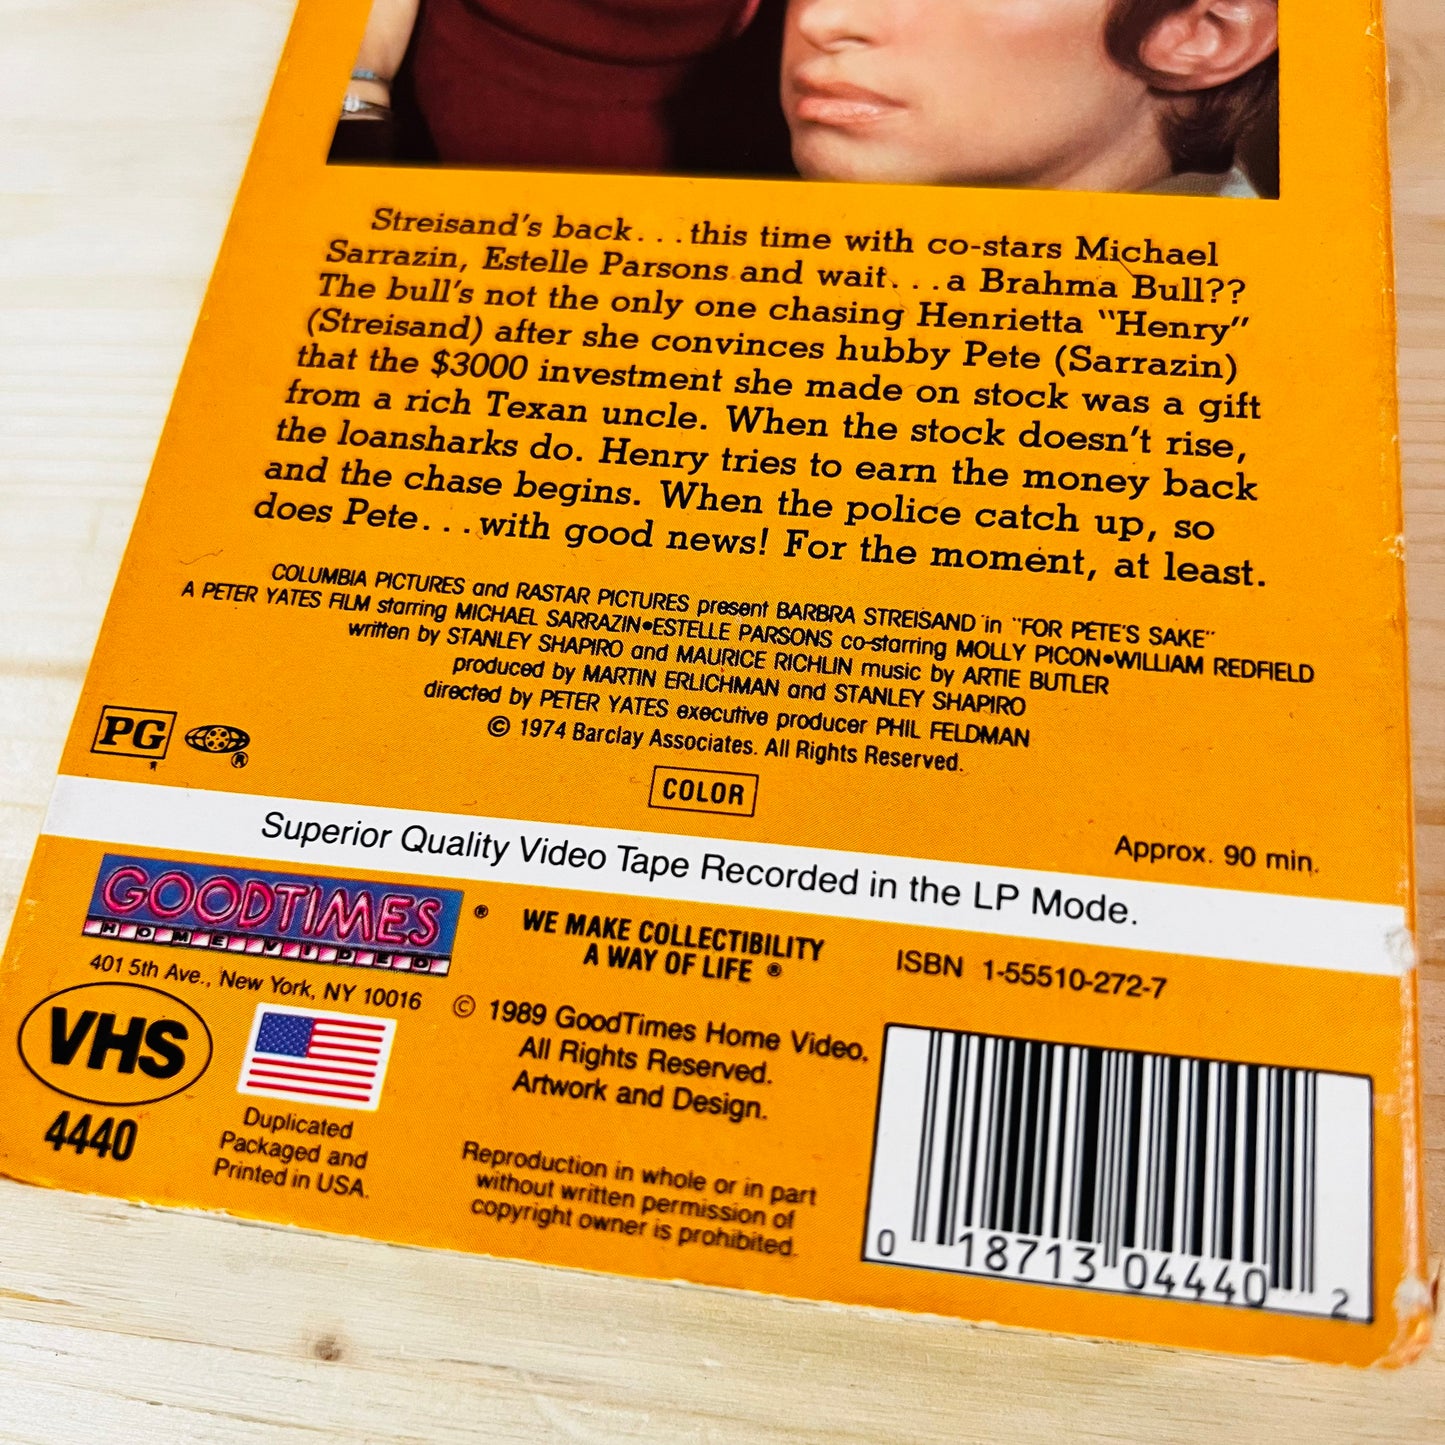 Streisand's back. . .this time with co-stars Michael
Sarrazin, Estelle Parsons and wait. . .a Brahma Bull??
The bull's not the only one chasing Henrietta "Henry"
(Streisand) after she convinces hubby Pete (Sarrazin)
that the $3000 investment she made on stock was a gift
from a rich Texan uncle. When the stock doesn't rise,
the loansharks do. Henry tries to earn the money back
and the chase begins. When the police catch up, so
does Pete. . .with good news! For the moment, at least.
COLUMBIA PICTURES and RASTAR PICTURES present BARBRA STREISAND in "FOR PETE'S SAKE"
A PETER YATES FILM starring MICHAEL SARRAZIN•ESTELLE PARSONS co-starring MOLLY PICON•WILLIAM REDFIELD
written by STANLEY SHAPIRO and MAURICE RICHLIN music by ARTIE BUTLER
produced by MARTIN ERLICHMAN and STANLEY SHAPIRO
directed by PETER YATES executive producer PHIL FELDMAN
© 1974 Barclay Associates. All Rights Reserved.
PG ®
COLOR
Approx. 90 min.
Superior Quality Video Tape Recorded in the LP Mode.
GOODTIMES ®
HOME VIDEO
401 5th Ave., New York, NY 10016
WE MAKE COLLECTIBILITY
A WAY OF LIFE ®
ISBN 1-55510-272-7
VHS
4440
Duplicated
Packaged and
Printed in USA.
© 1989 GoodTimes Home Video.
All Rights Reserved.
Artwork and Design.
Reproduction in whole or in part
without written permission of
copyright owner is prohibited.
0 18713 04440 2